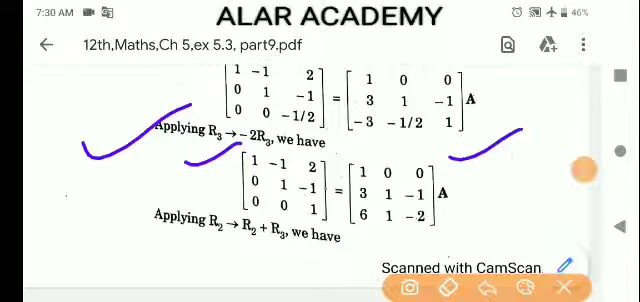 7:30 AM
ALAR ACADEMY
46%
12th,Maths,Ch 5,ex 5.3, part9.pdf
1 -1 2 1 0 0
0 1 -1 = 3 1 -1 A
0 0 -1/2 -3 -1/2 1
Applying R3 → -2R3, we have
1 -1 2 1 0 0
0 1 -1 = 3 1 -1 A
0 0 1 6 1 -2
Applying R2 → R2 + R3, we have
Scanned with CamScan